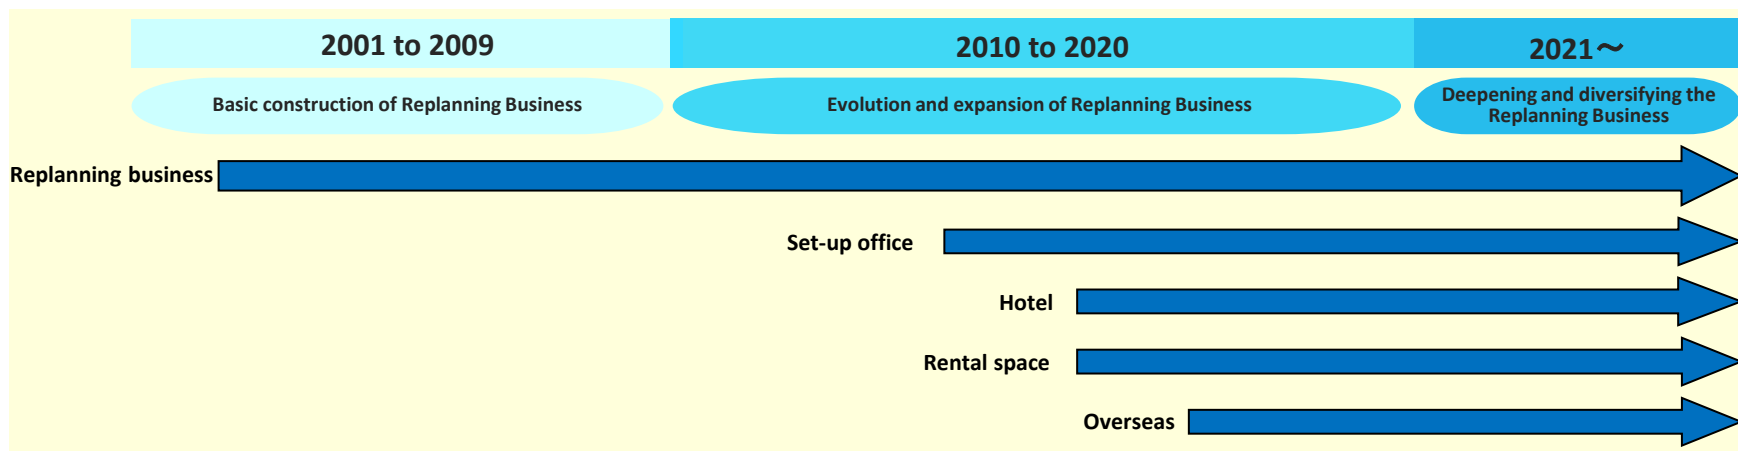 2001 to 2009
2010 to 2020
2021～
Basic construction of Replanning Business
Evolution and expansion of Replanning Business
Deepening and diversifying the
Replanning Business
Replanning business
Set-up office
Hotel
Rental space
Overseas